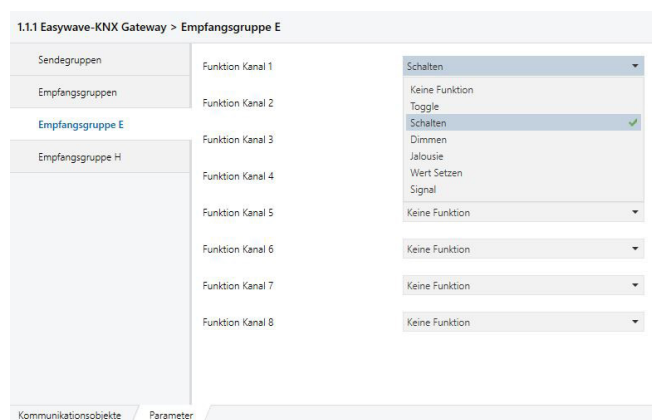 1.1.1 Easywave-KNX Gateway > Empfangsgruppe E
Sendegruppen
Empfangsgruppen
Empfangsgruppe E
Empfangsgruppe H
Funktion Kanal 1 Schalten
Keine Funktion
Funktion Kanal 2 Toggle
Schalten
Funktion Kanal 3 Dimmen
Jalousie
Funktion Kanal 4 Wert Setzen
Signal
Funktion Kanal 5 Keine Funktion
Funktion Kanal 6 Keine Funktion
Funktion Kanal 7 Keine Funktion
Funktion Kanal 8 Keine Funktion
Kommunikationsobjekte Parameter